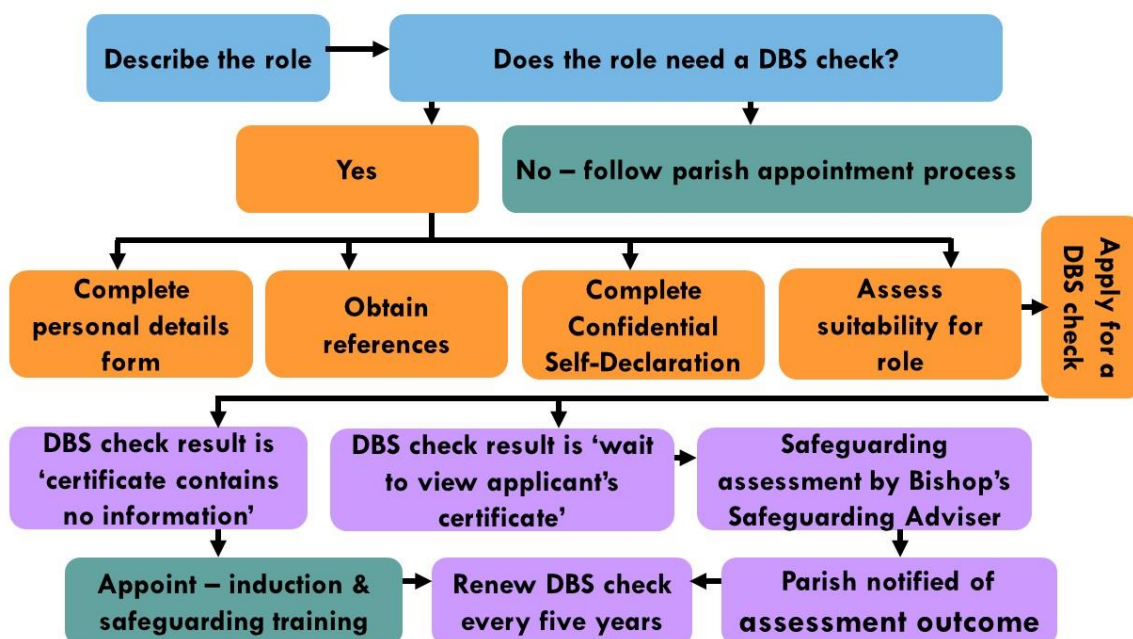 Describe the role
Does the role need a DBS check?
Yes
No – follow parish appointment process
Complete
personal details
form
Obtain
references
Complete
Confidential
Self-Declaration
Assess
suitability for
role
Apply for a
DBS check
DBS check result is
‘certificate contains
no information’
DBS check result is ‘wait
to view applicant’s
certificate’
Safeguarding
assessment by Bishop’s
Safeguarding Adviser
Appoint – induction &
safeguarding training
Renew DBS check
every five years
Parish notified of
assessment outcome